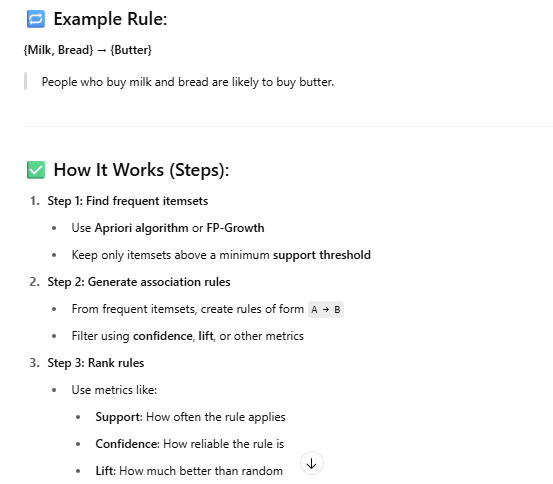 🔁 Example Rule:
{Milk, Bread} → {Butter}
People who buy milk and bread are likely to buy butter.
✅ How It Works (Steps):
1. Step 1: Find frequent itemsets
• Use Apriori algorithm or FP-Growth
• Keep only itemsets above a minimum support threshold
2. Step 2: Generate association rules
• From frequent itemsets, create rules of form A → B
• Filter using confidence, lift, or other metrics
3. Step 3: Rank rules
• Use metrics like:
• Support: How often the rule applies
• Confidence: How reliable the rule is
• Lift: How much better than random